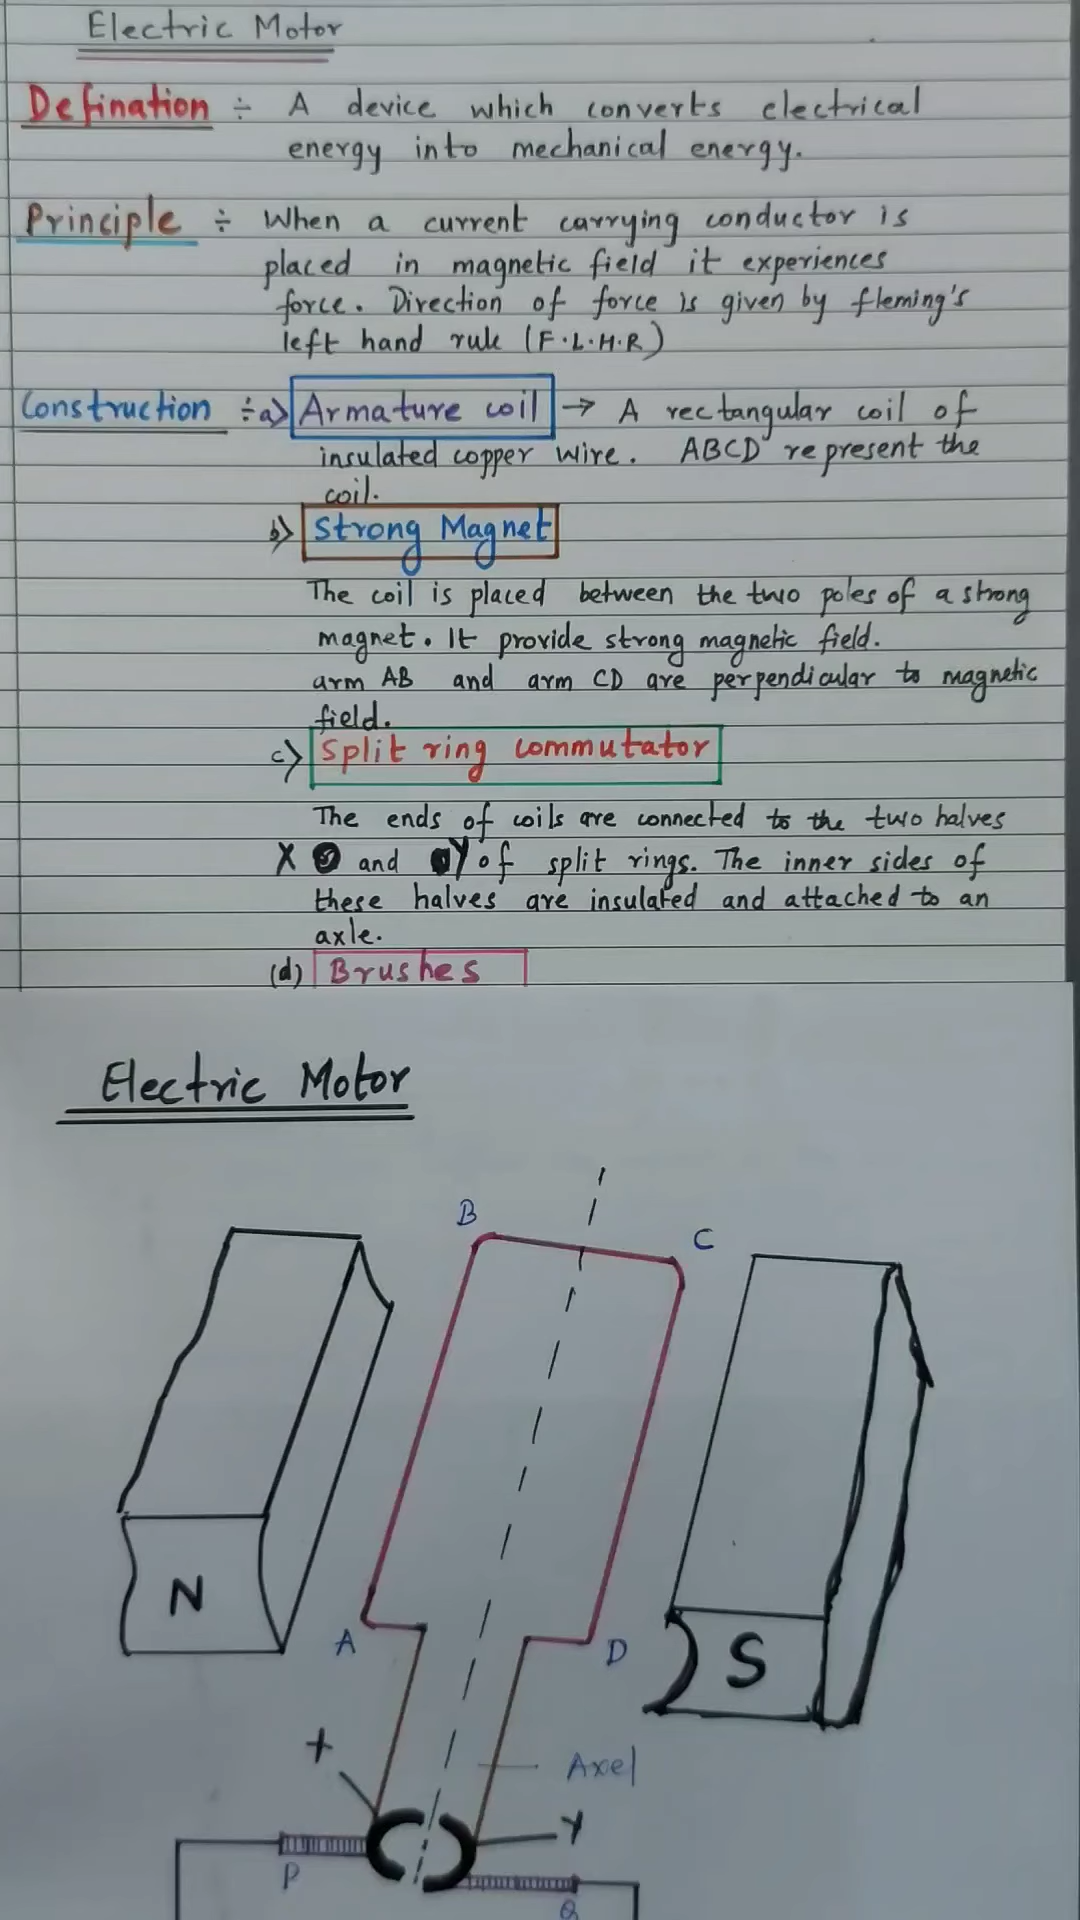 Electric Motor
Defination ÷ A device which converts electrical
energy into mechanical energy.
Principle ÷ When a current carrying conductor is
placed in magnetic field it experiences
force. Direction of force is given by fleming's
left hand rule (F.L.H.R)
Construction ÷ a) Armature coil → A rectangular coil of
insulated copper wire. ABCD represent the
coil.
b) Strong Magnet
The coil is placed between the two poles of a strong
magnet. It provide strong magnetic field.
arm AB and arm CD are perpendicular to magnetic
field.
c) Split ring commutator
The ends of coils are connected to the two halves
X and Y of split rings. The inner sides of
these halves are insulated and attached to an
axle.
(d) Brushes
Electric Motor
B
C
N
A
D
S
+
Axel
Y
P
Q